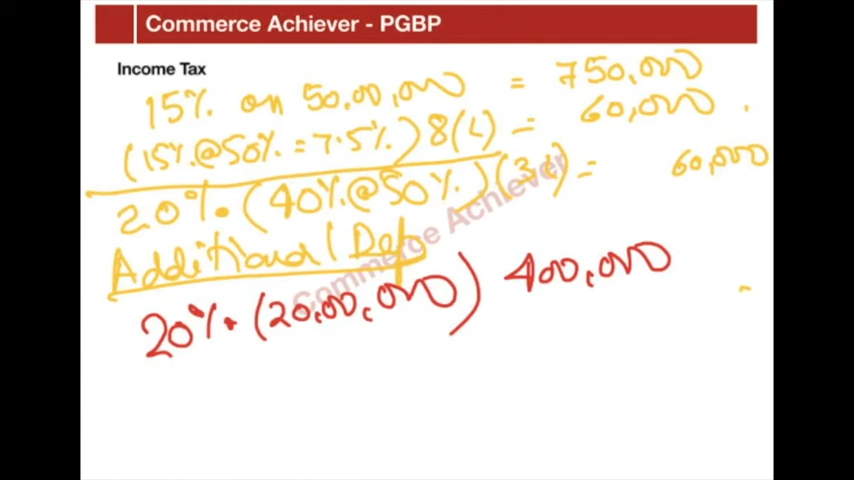 Commerce Achiever - PGBP
Income Tax
15% on 50,00,000 = 750,000
(15%@50% = 7.5%) 8(L) = 60,000
20% (40%@50%) (3L) = 60,000
Additional Dep
20% (20,00,000) 400,000
Commerce Achiever